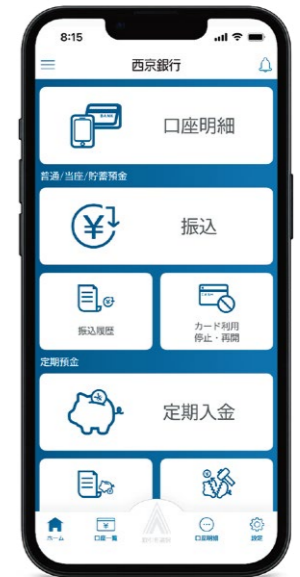 8:15
西京銀行
口座明細
普通/当座/貯蓄預金
振込
振込履歴
カード利用
停止・再開
定期預金
定期入金
ホーム
口座一覧
口座明細
設定